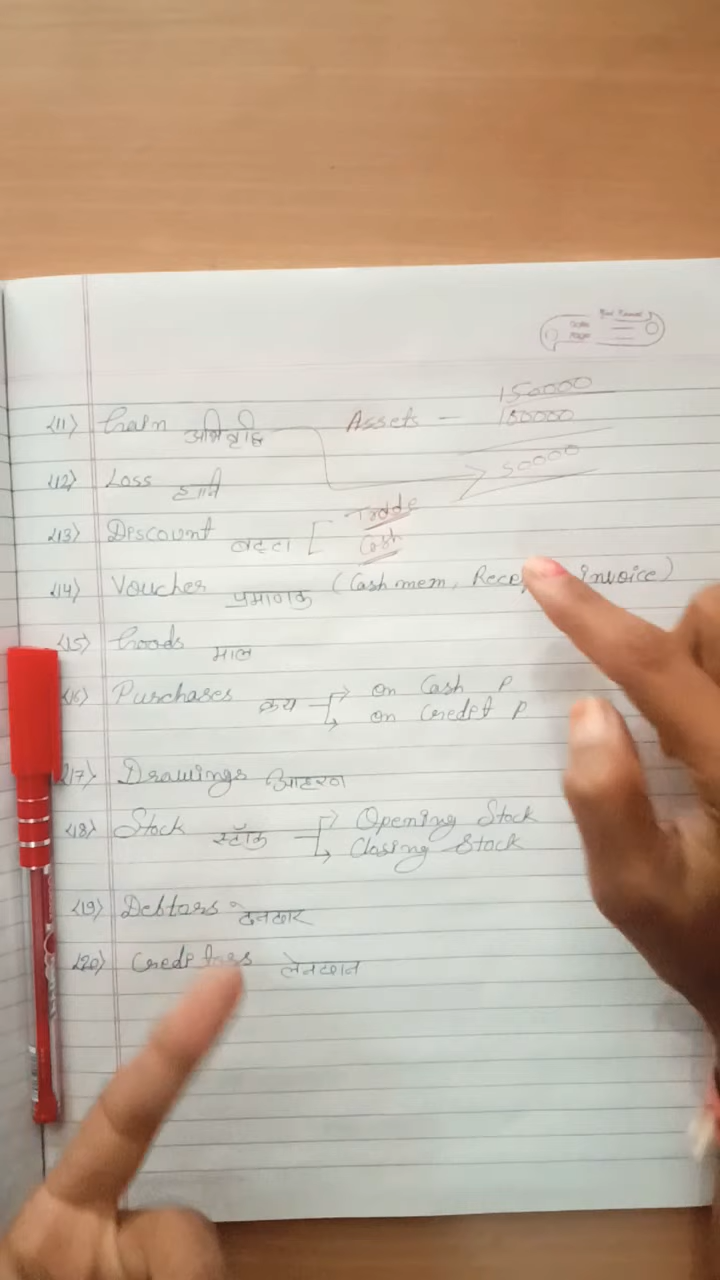 150000
(11) Gain अभिवृद्धि Assets - 100000
50000
(12) Loss हानि
Trade
(13) Discount बट्टा [ Cash
(14) Voucher प्रमाणक (Cash mem, Rece Invoice)
(15) Goods माल
(16) Purchases क्रय → on Cash P
→ on Credit P
(17) Drawings आहरण
(18) Stock स्टॉक → Opening Stock
→ Closing Stock
(19) Debtors देनदार
(20) Creditors